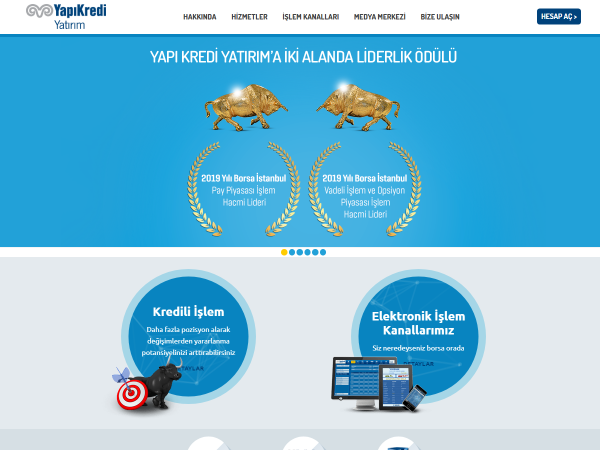 YapıKredi
Yatırım
HAKKINDA HİZMETLER İŞLEM KANALLARI MEDYA MERKEZİ BİZE ULAŞIN
HESAP AÇ >
YAPI KREDİ YATIRIM'A İKİ ALANDA LİDERLİK ÖDÜLÜ
2019 Yılı Borsa İstanbul
Pay Piyasası İşlem
Hacmi Lideri
2019 Yılı Borsa İstanbul
Vadeli İşlem ve Opsiyon
Piyasası İşlem
Hacmi Lideri
Kredili İşlem
Daha fazla pozisyon alarak
değişimlerden yararlanma
potansiyelinizi arttırabilirsiniz
Elektronik İşlem
Kanallarımız
Siz neredeyseniz borsa orada